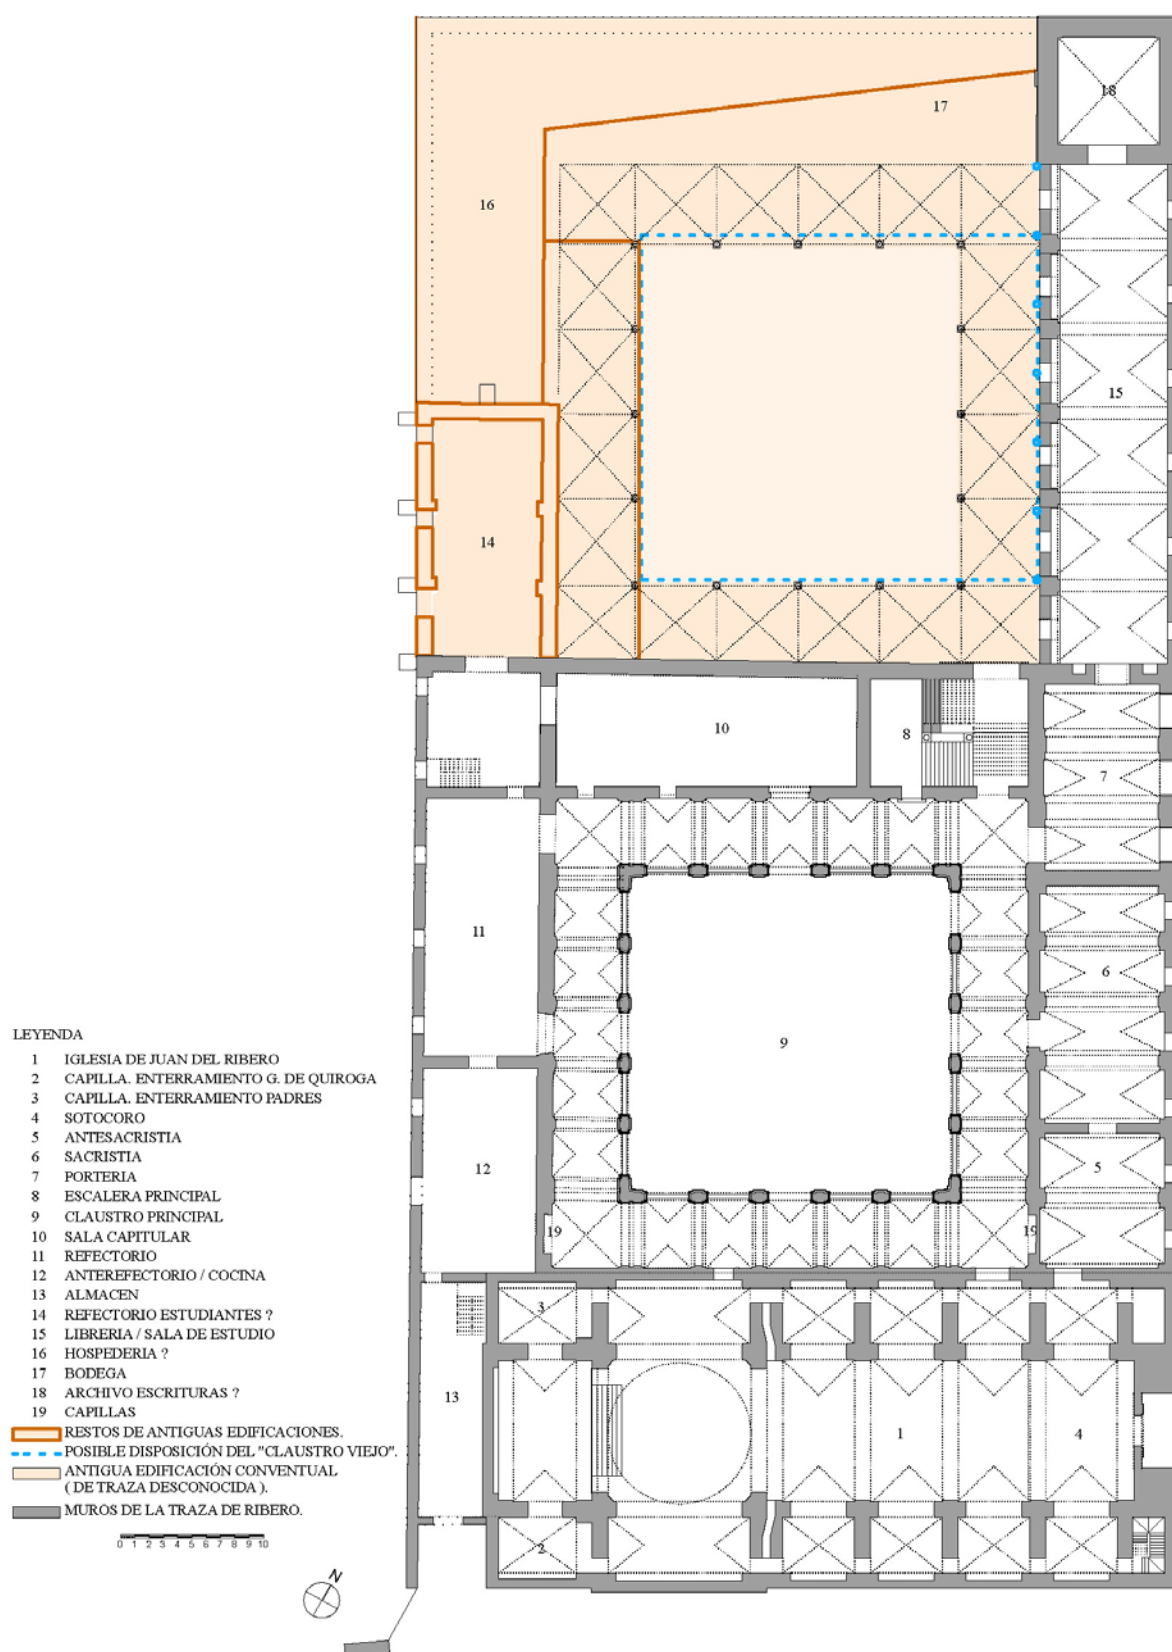 18
17
16
15
14
10
8
7
11
6
9
12
5
19
19
3
13
1
4
2
LEYENDA
1 IGLESIA DE JUAN DEL RIBERO
2 CAPILLA. ENTERRAMIENTO G. DE QUIROGA
3 CAPILLA. ENTERRAMIENTO PADRES
4 SOTOCORO
5 ANTESACRISTIA
6 SACRISTIA
7 PORTERIA
8 ESCALERA PRINCIPAL
9 CLAUSTRO PRINCIPAL
10 SALA CAPITULAR
11 REFECTORIO
12 ANTEREFECTORIO / COCINA
13 ALMACEN
14 REFECTORIO ESTUDIANTES ?
15 LIBRERIA / SALA DE ESTUDIO
16 HOSPEDERIA ?
17 BODEGA
18 ARCHIVO ESCRITURAS ?
19 CAPILLAS
RESTOS DE ANTIGUAS EDIFICACIONES.
POSIBLE DISPOSICIÓN DEL "CLAUSTRO VIEJO".
ANTIGUA EDIFICACIÓN CONVENTUAL
( DE TRAZA DESCONOCIDA ).
MUROS DE LA TRAZA DE RIBERO.
0 1 2 3 4 5 6 7 8 9 10
N